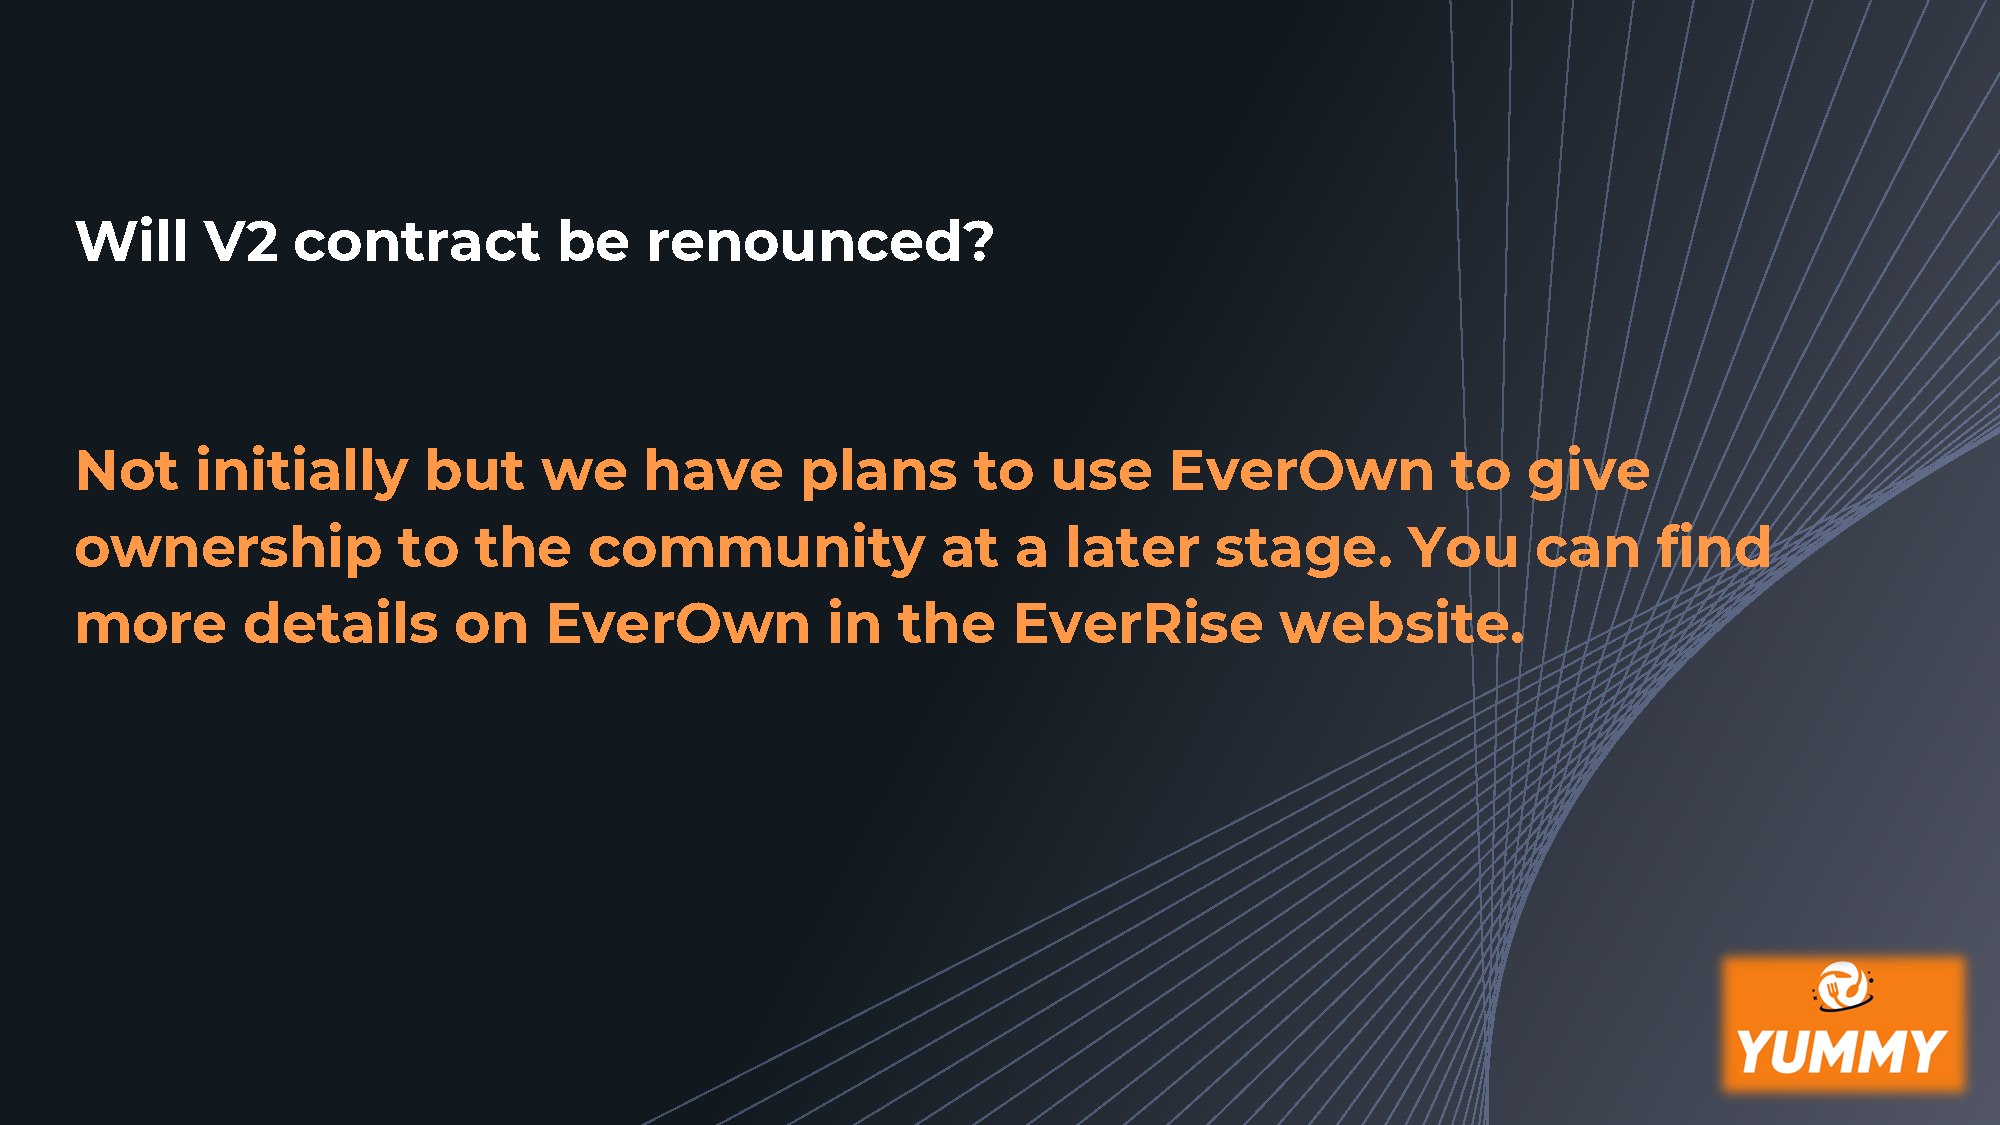 Will V2 contract be renounced?
Not initially but we have plans to use EverOwn to give
ownership to the community at a later stage. You can find
more details on EverOwn in the EverRise website.
YUMMY